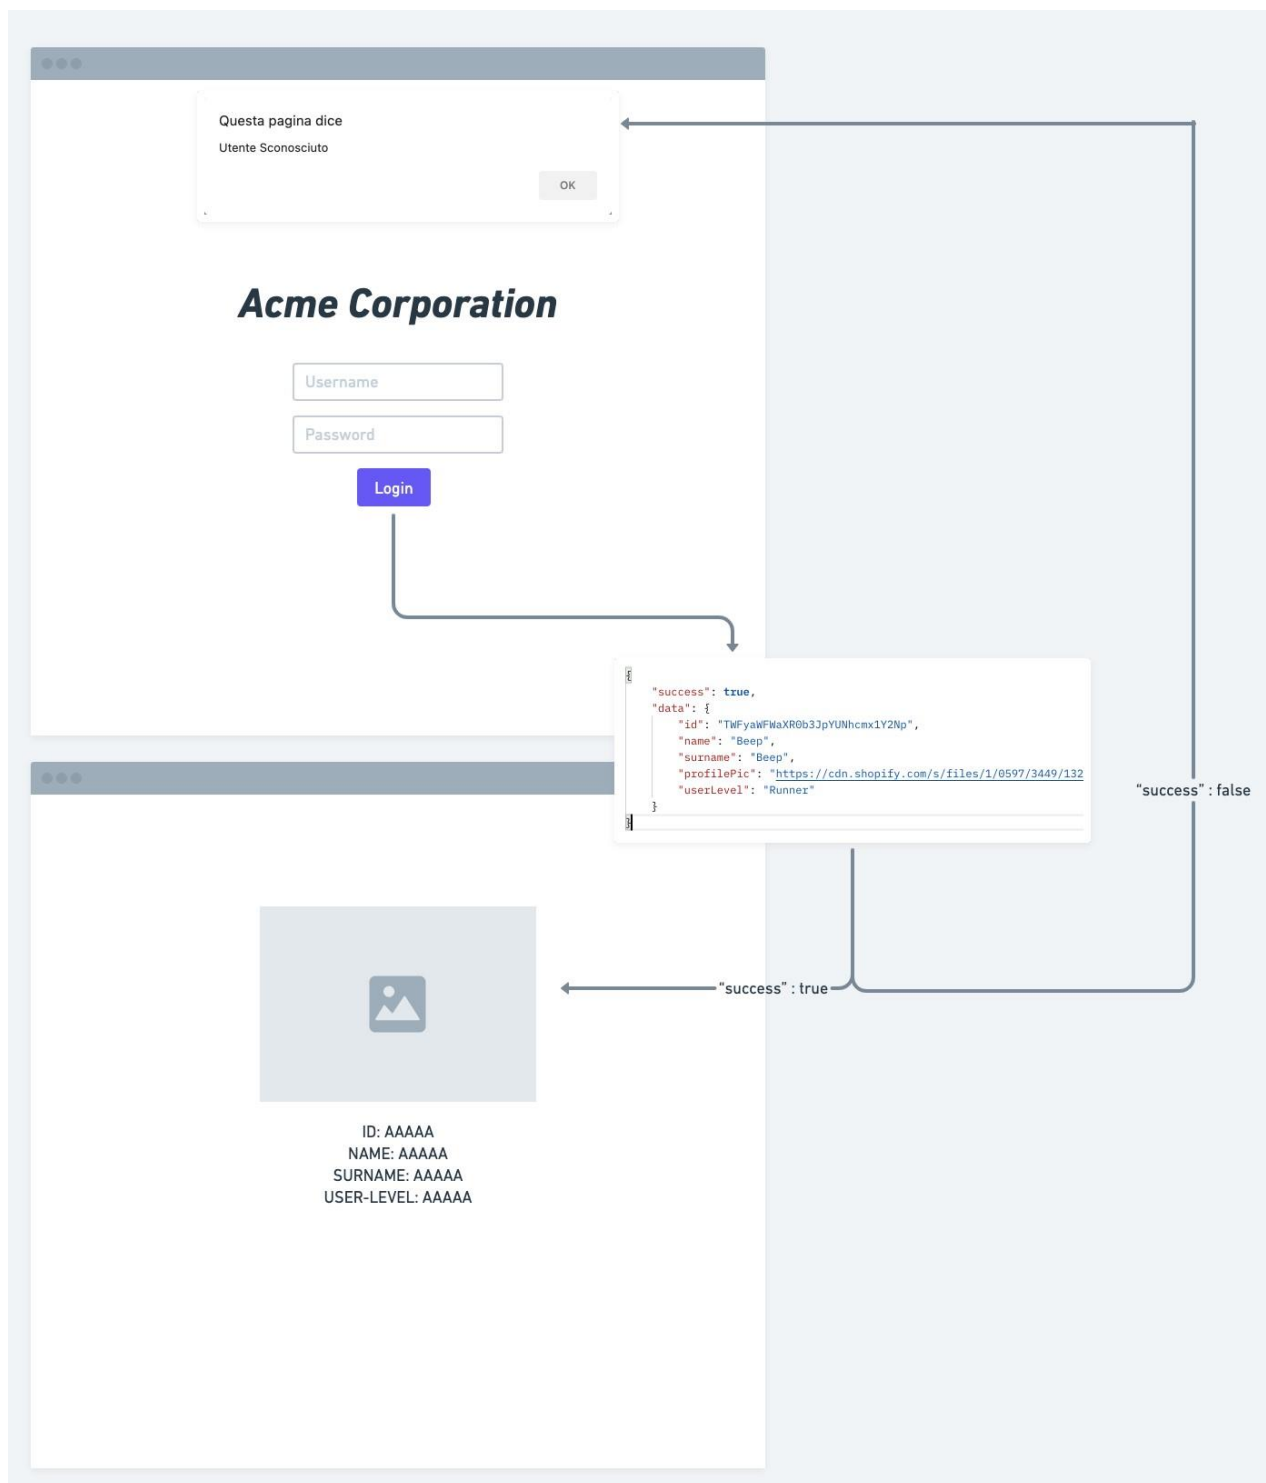 Questa pagina dice
Utente Sconosciuto
OK
Acme Corporation
Username
Password
Login
{
"success": true,
"data": {
"id": "TWFyaWFWaXR0b3JpYUNhcmx1Y2Np",
"name": "Beep",
"surname": "Beep",
"profilePic": "https://cdn.shopify.com/s/files/1/0597/3449/132
"userLevel": "Runner"
}
}
"success" : false
"success" : true
ID: AAAAA
NAME: AAAAA
SURNAME: AAAAA
USER-LEVEL: AAAAA